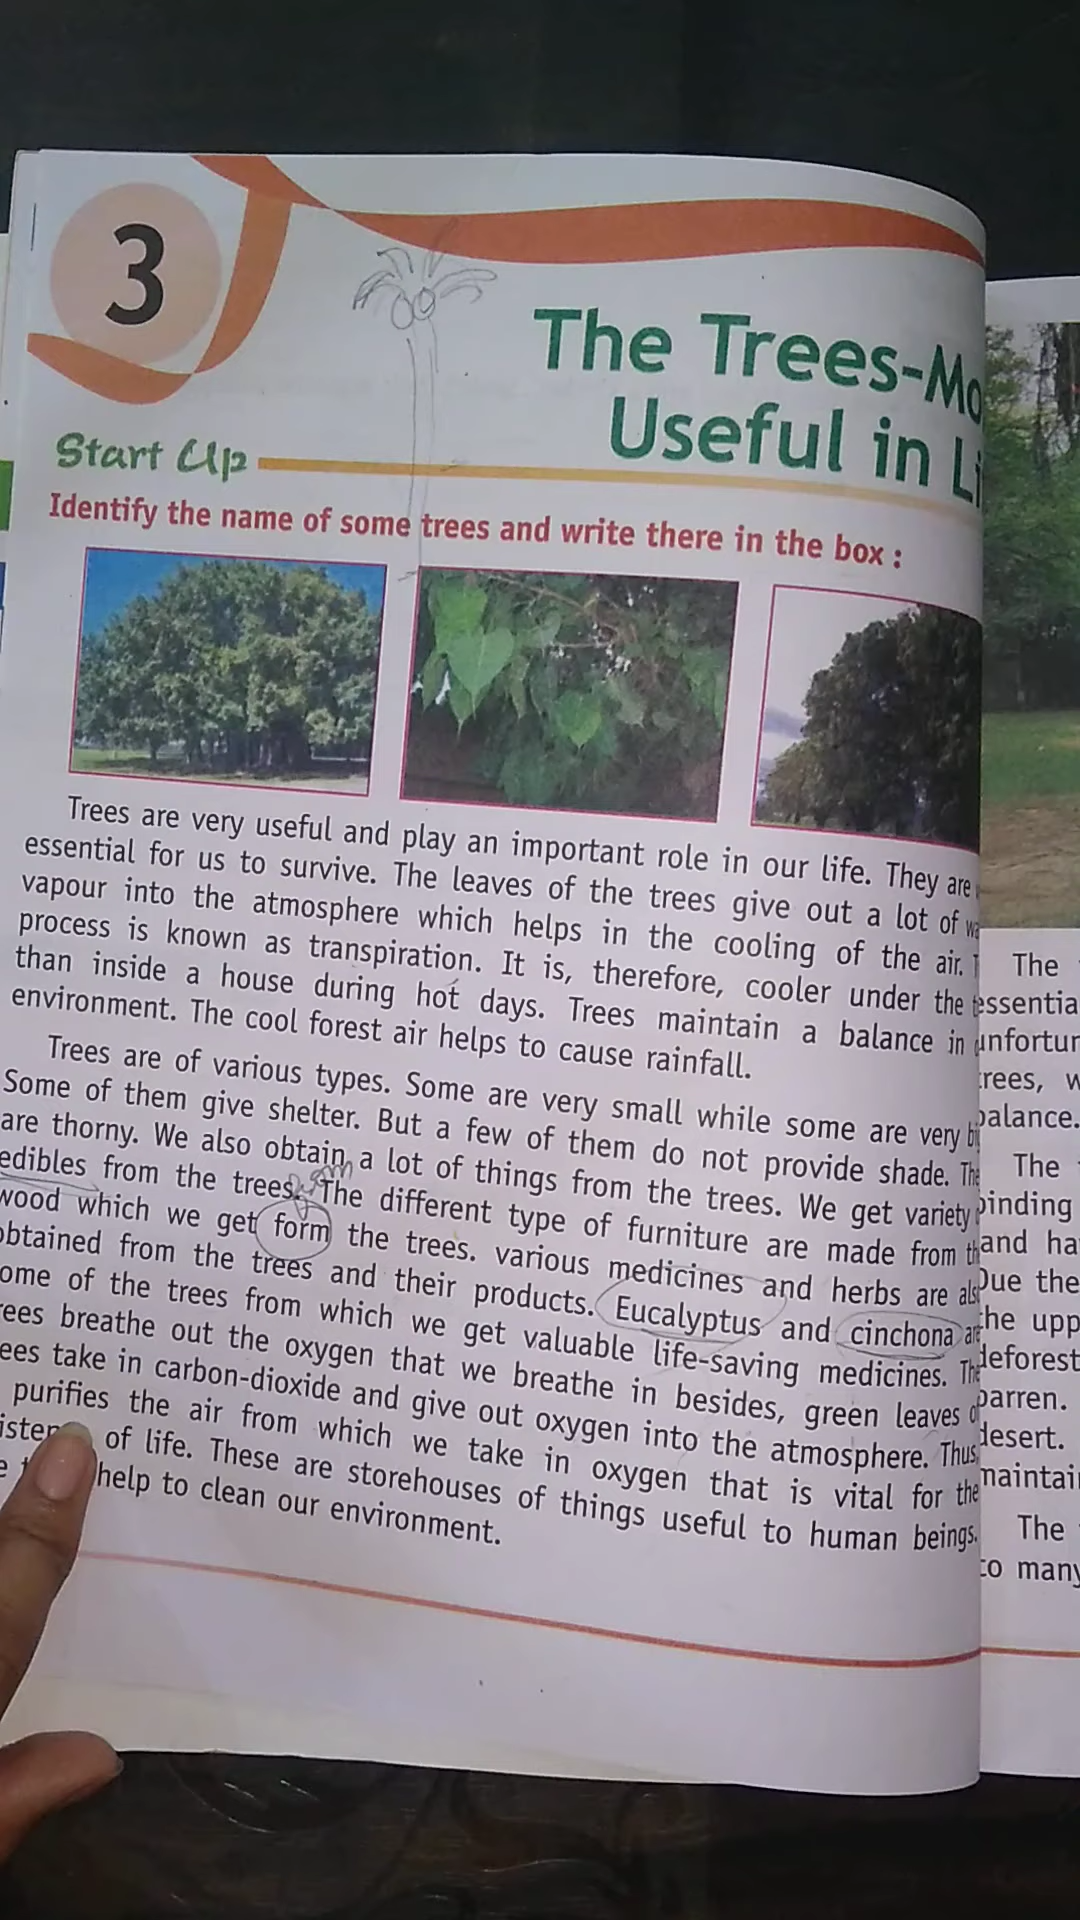 3
The Trees-Mo
Useful in Li
Start Up
Identify the name of some trees and write there in the box :
Trees are very useful and play an important role in our life. They are
essential for us to survive. The leaves of the trees give out a lot of wa
vapour into the atmosphere which helps in the cooling of the air. T
process is known as transpiration. It is, therefore, cooler under the t
than inside a house during hot days. Trees maintain a balance in
environment. The cool forest air helps to cause rainfall.
Trees are of various types. Some are very small while some are very bi
Some of them give shelter. But a few of them do not provide shade. The
are thorny. We also obtain a lot of things from the trees. We get variety
edibles from the trees. The different type of furniture are made from th
from
wood which we get form the trees. various medicines and herbs are als
obtained from the trees and their products. Eucalyptus and cinchona are
ome of the trees from which we get valuable life-saving medicines. The
rees breathe out the oxygen that we breathe in besides, green leaves of
ees take in carbon-dioxide and give out oxygen into the atmosphere. Thus,
purifies the air from which we take in oxygen that is vital for the
isten of life. These are storehouses of things useful to human beings.
e help to clean our environment.
The
essentia
unfortun
trees, w
balance.
The
binding
and ha
Due the
the upp
deforest
barren.
desert.
maintai
The
to many